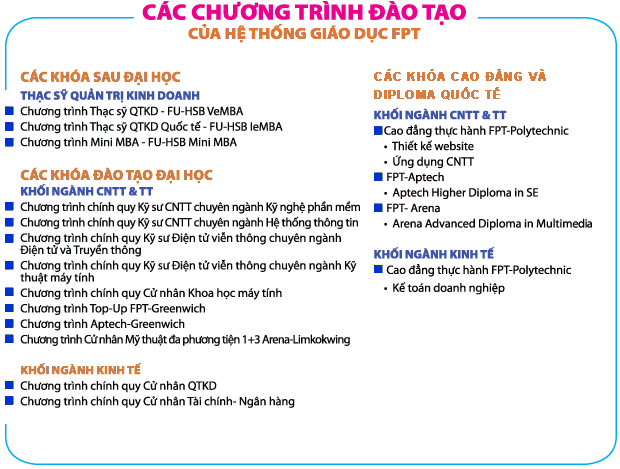 CÁC CHƯƠNG TRÌNH ĐÀO TẠO
CỦA HỆ THỐNG GIÁO DỤC FPT
CÁC KHÓA SAU ĐẠI HỌC
THẠC SỸ QUẢN TRỊ KINH DOANH
Chương trình Thạc sỹ QTKD - FU-HSB VeMBA
Chương trình Thạc sỹ QTKD Quốc tế - FU-HSB IeMBA
Chương trình Mini MBA - FU-HSB Mini MBA
CÁC KHÓA ĐÀO TẠO ĐẠI HỌC
KHỐI NGÀNH CNTT & TT
Chương trình chính quy Kỹ sư CNTT chuyên ngành Kỹ nghệ phần mềm
Chương trình chính quy Kỹ sư CNTT chuyên ngành Hệ thống thông tin
Chương trình chính quy Kỹ sư Điện tử viễn thông chuyên ngành
Điện tử và Truyền thông
Chương trình chính quy Kỹ sư Điện tử viễn thông chuyên ngành Kỹ
thuật máy tính
Chương trình chính quy Cử nhân Khoa học máy tính
Chương trình Top-Up FPT-Greenwich
Chương trình Aptech-Greenwich
Chương trình Cử nhân Mỹ thuật đa phương tiện 1+3 Arena-Limkokwing
KHỐI NGÀNH KINH TẾ
Chương trình chính quy Cử nhân QTKD
Chương trình chính quy Cử nhân Tài chính- Ngân hàng
CÁC KHÓA CAO ĐẲNG VÀ
DIPLOMA QUỐC TẾ
KHỐI NGÀNH CNTT & TT
Cao đẳng thực hành FPT-Polytechnic
• Thiết kế website
• Ứng dụng CNTT
FPT-Aptech
• Aptech Higher Diploma in SE
FPT- Arena
• Arena Advanced Diploma in Multimedia
KHỐI NGÀNH KINH TẾ
Cao đẳng thực hành FPT-Polytechnic
• Kế toán doanh nghiệp